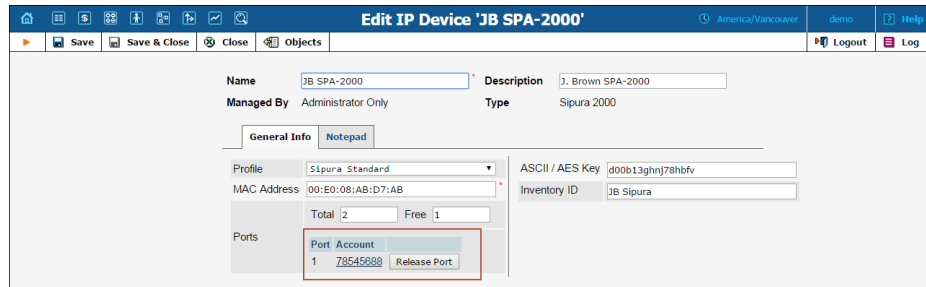 Edit IP Device 'JB SPA-2000'
America/Vancouver
demo
? Help
Save
Save & Close
Close
Objects
Logout
Log
Name JB SPA-2000 * Description J. Brown SPA-2000
Managed By Administrator Only Type Sipura 2000
General Info Notepad
Profile Sipura Standard ASCII / AES Key d00b13ghnj78hbfv
MAC Address 00:E0:08:AB:D7:AB * Inventory ID JB Sipura
Total 2 Free 1
Ports
Port Account
1 78545688 Release Port